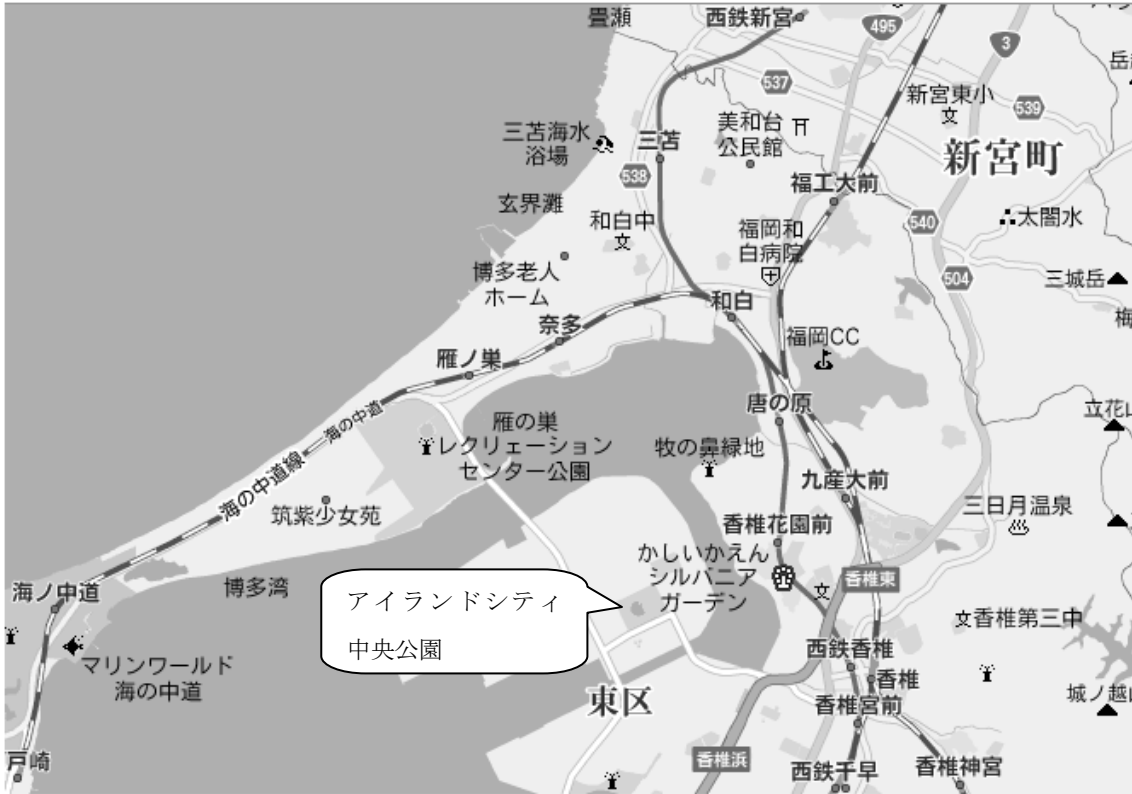 畳瀬
西鉄新宮
495
3
岳
537
新宮東小
539
三苫海水
浴場
三苫
美和台
公民館
新宮町
538
福工大前
玄界灘
和白中
福岡和
白病院
540
太閤水
博多老人
ホーム
三城岳
504
和白
梅
奈多
福岡CC
雁ノ巣
海の中道
唐の原
立花山
雁の巣
レクリェーション
センター公園
牧の鼻緑地
海の中道線
九産大前
筑紫少女苑
三日月温泉
香椎花園前
かしいかえん
シルバニア
ガーデン
香椎東
海ノ中道
博多湾
アイランドシティ
中央公園
香椎第三中
マリンワールド
海の中道
西鉄香椎
香椎
城ノ越山
東区
香椎宮前
戸崎
香椎浜
西鉄千早
香椎神宮